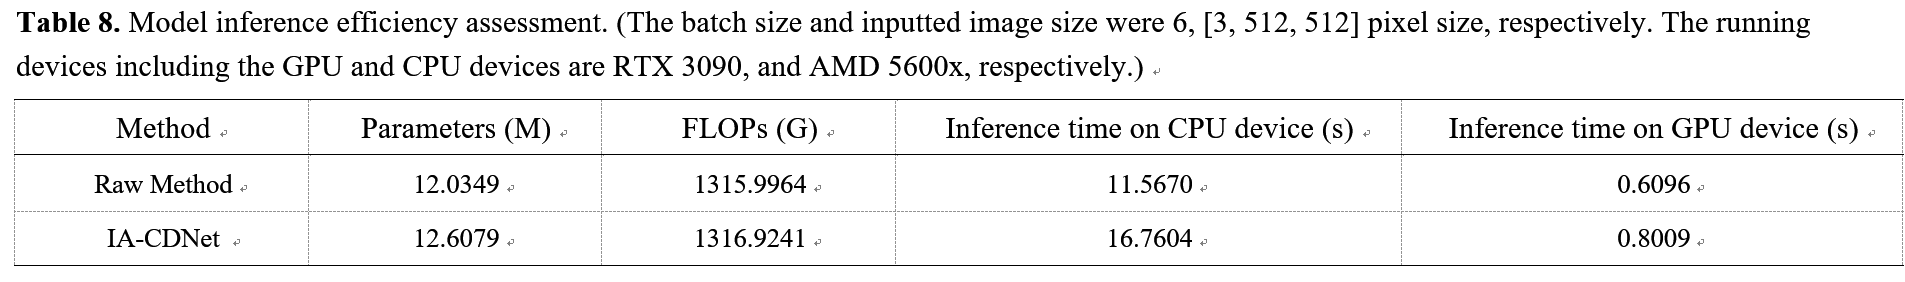 Table 8. Model inference efficiency assessment. (The batch size and inputted image size were 6, [3, 512, 512] pixel size, respectively. The running
devices including the GPU and CPU devices are RTX 3090, and AMD 5600x, respectively.)
Method Parameters (M) FLOPs (G) Inference time on CPU device (s) Inference time on GPU device (s)
Raw Method 12.0349 1315.9964 11.5670 0.6096
IA-CDNet 12.6079 1316.9241 16.7604 0.8009